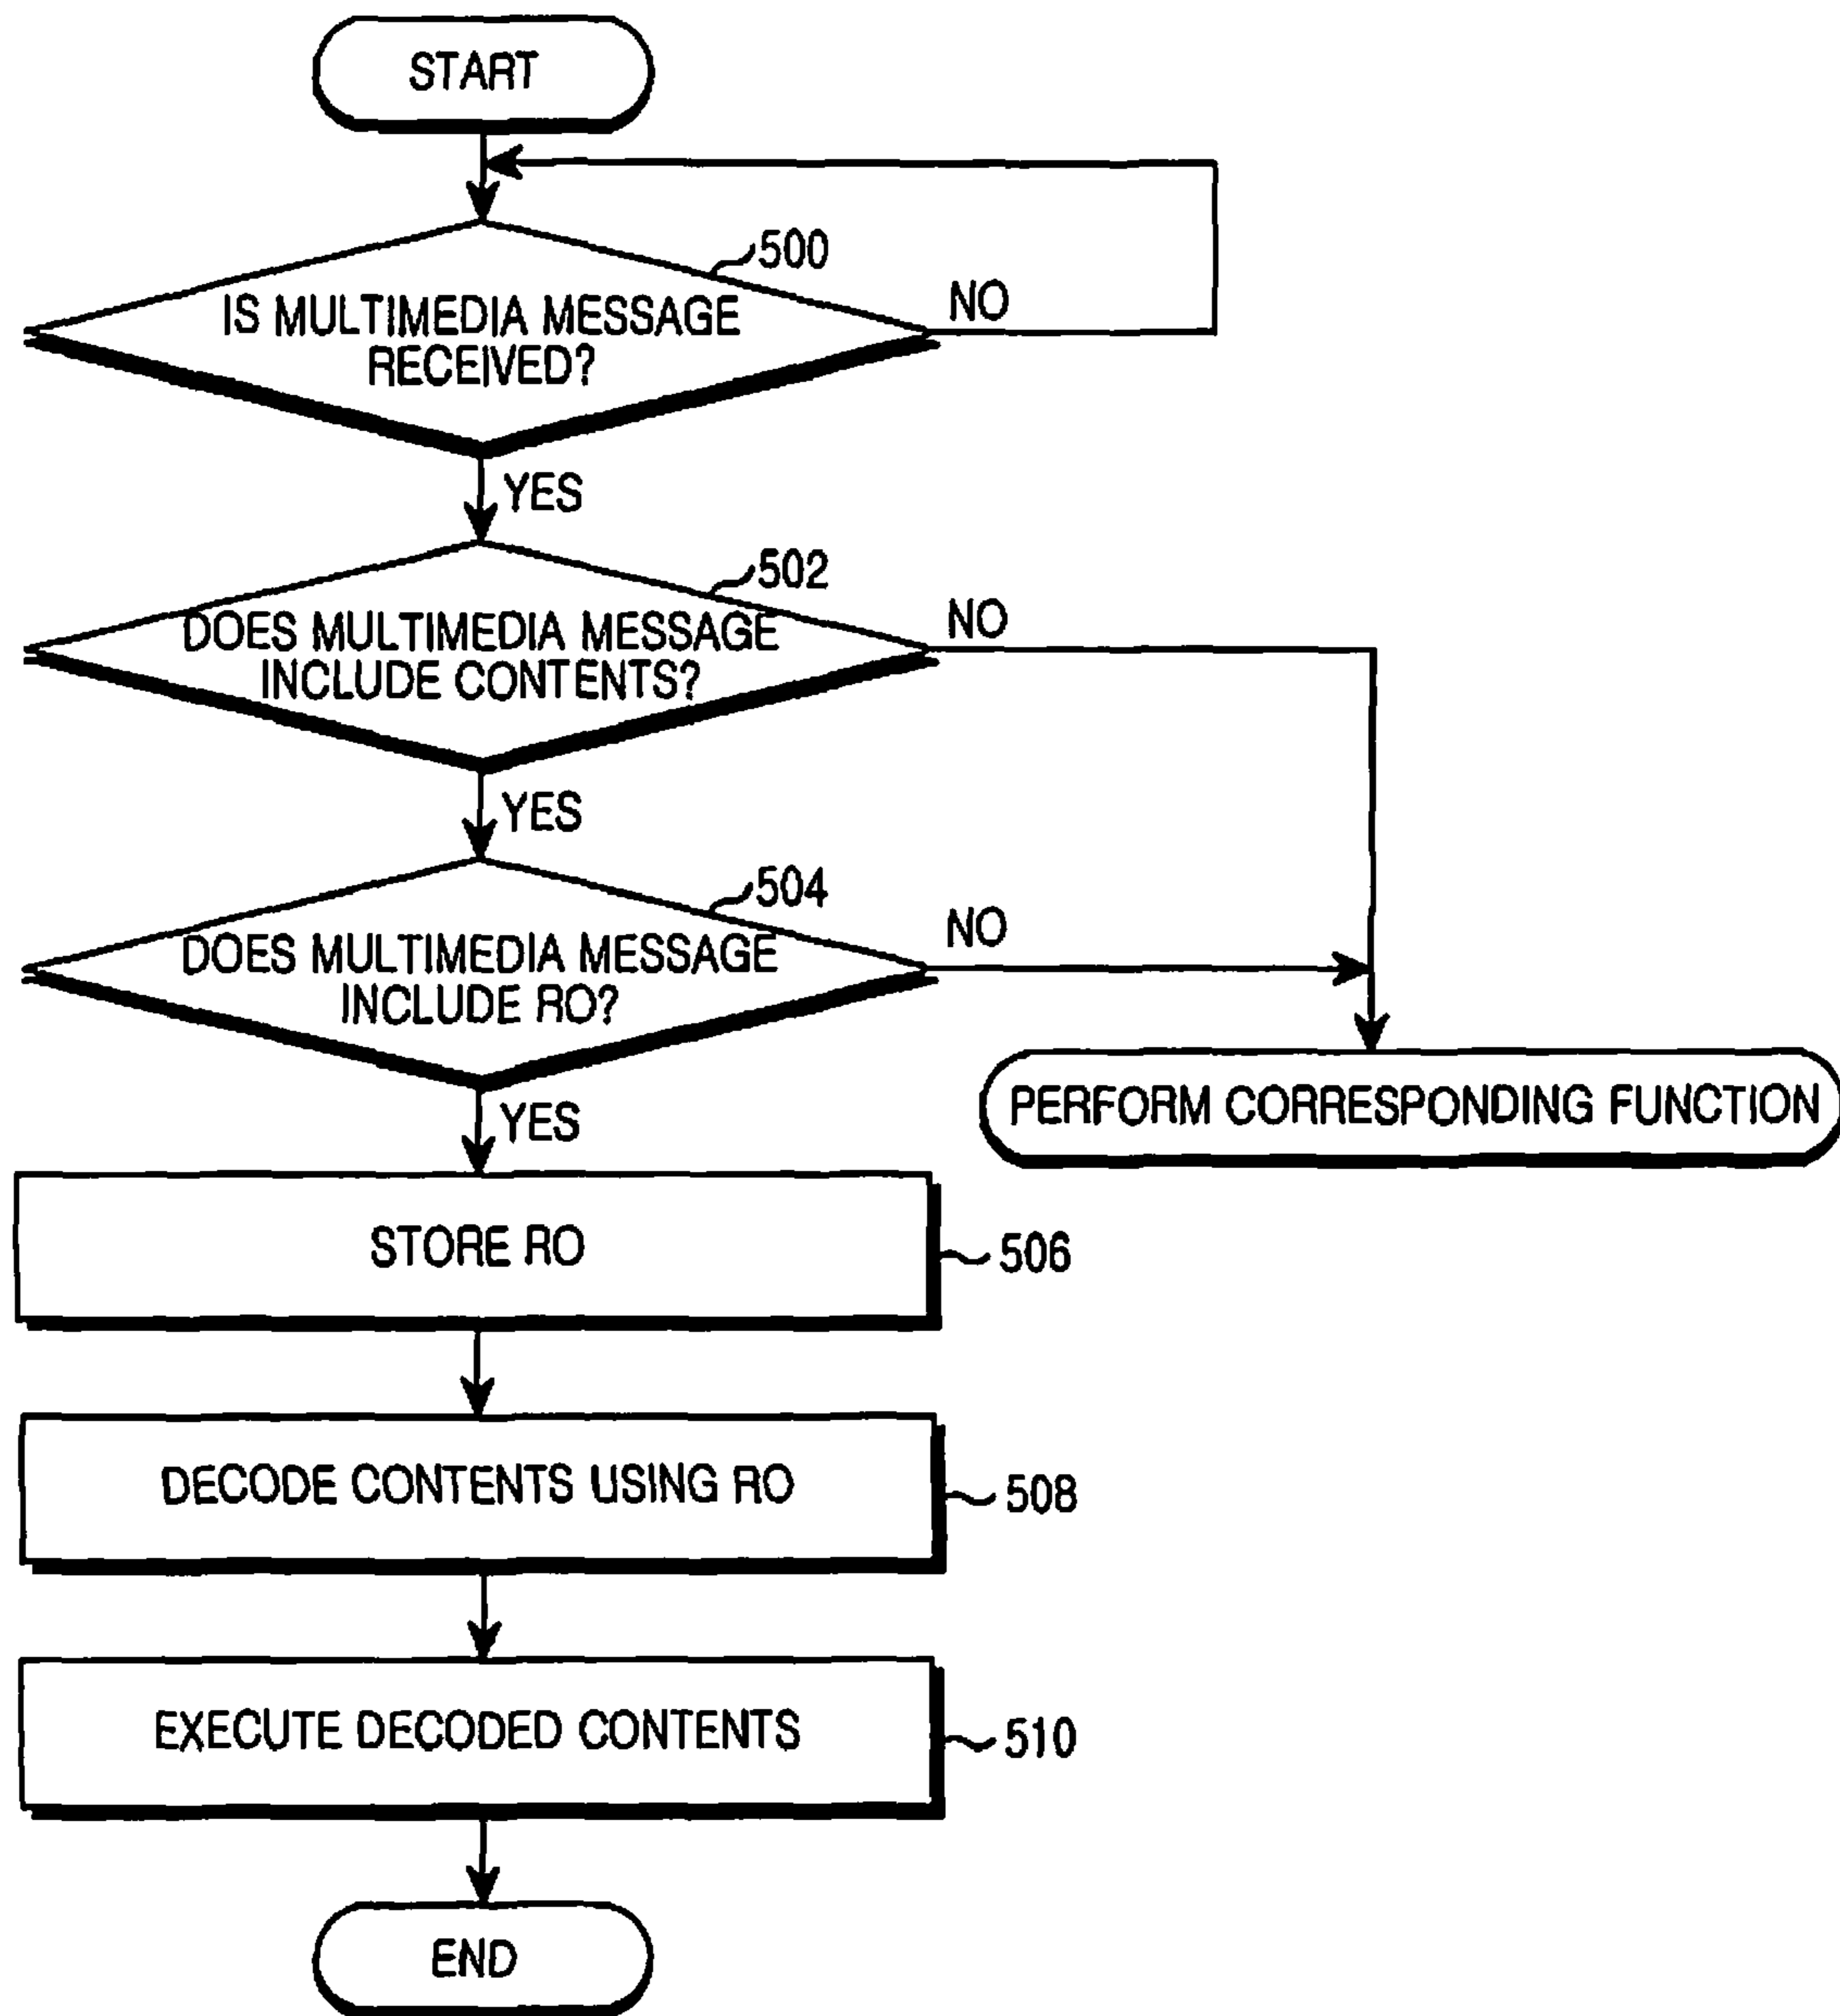 START
500
IS MULTIMEDIA MESSAGE
RECEIVED?
NO
YES
502
DOES MULTIMEDIA MESSAGE
INCLUDE CONTENTS?
NO
YES
504
DOES MULTIMEDIA MESSAGE
INCLUDE RO?
NO
YES
PERFORM CORRESPONDING FUNCTION
STORE RO
506
DECODE CONTENTS USING RO
508
EXECUTE DECODED CONTENTS
510
END